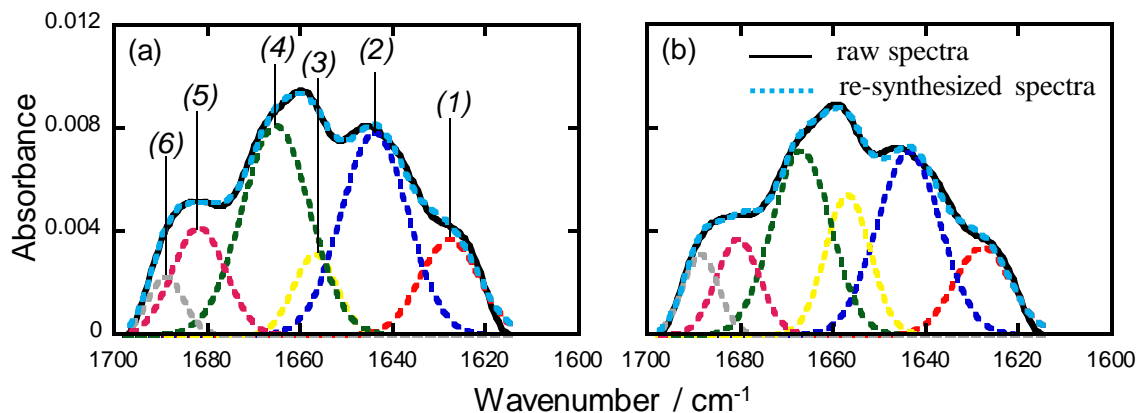 0.012
(a)
(4)
(3)
(2)
(5)
(1)
(6)
0.008
0.004
0
Absorbance
1700 1680 1660 1640 1620 1600
(b)
raw spectra
re-synthesized spectra
1700 1680 1660 1640 1620 1600
Wavenumber / cm⁻¹